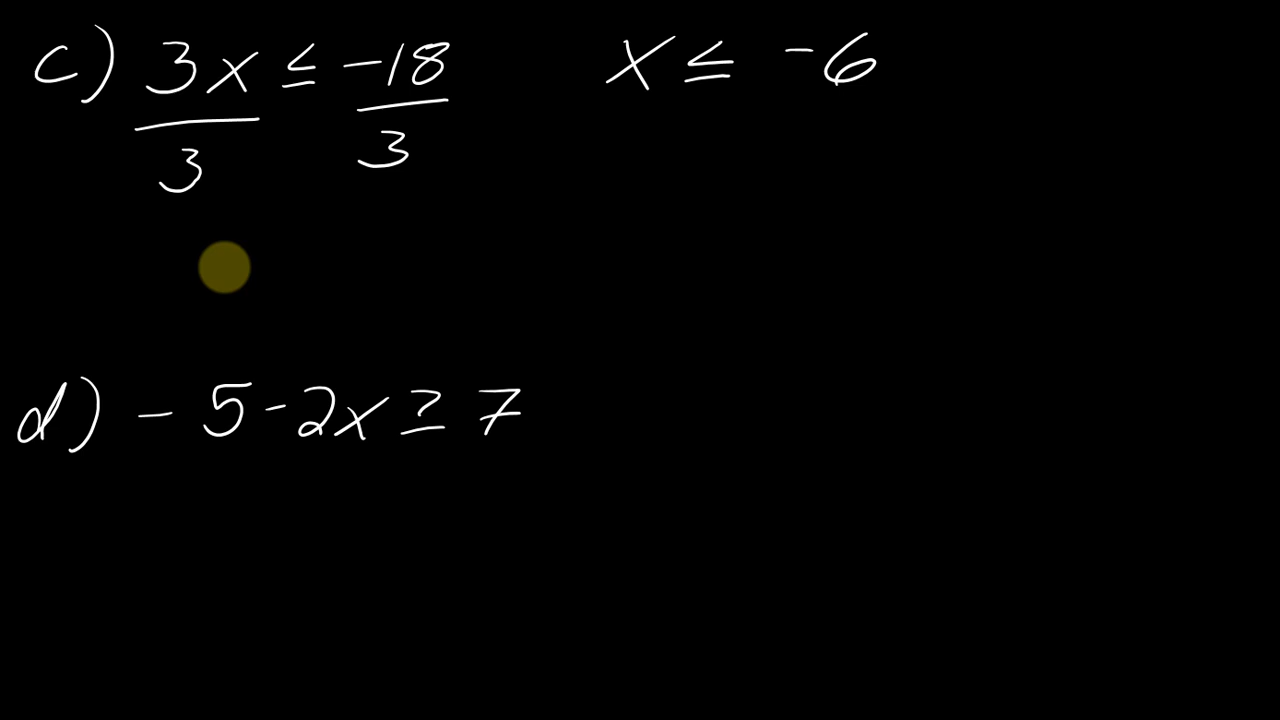 c) 3x ≤ -18 x ≤ -6
3 3
d) - 5 - 2x ≥ 7